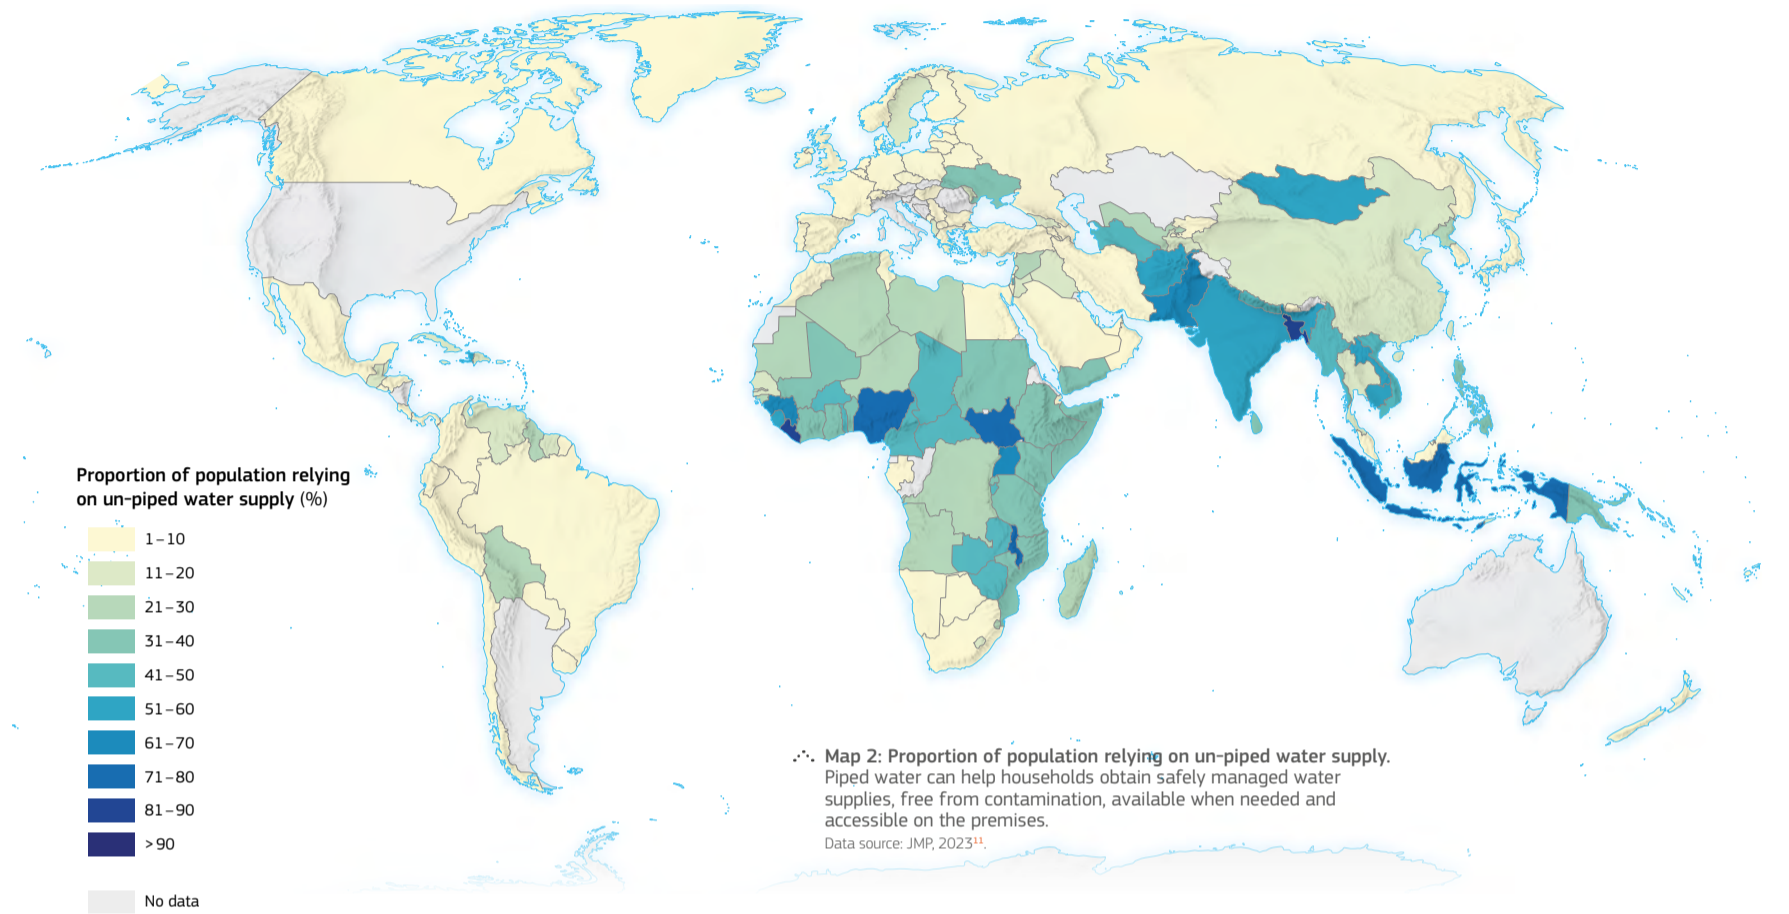 Proportion of population relying
on un-piped water supply (%)
1–10
11–20
21–30
31–40
41–50
51–60
61–70
71–80
81–90
>90
No data
Map 2: Proportion of population relying on un-piped water supply.
Piped water can help households obtain safely managed water
supplies, free from contamination, available when needed and
accessible on the premises.
Data source: JMP, 2023¹¹.